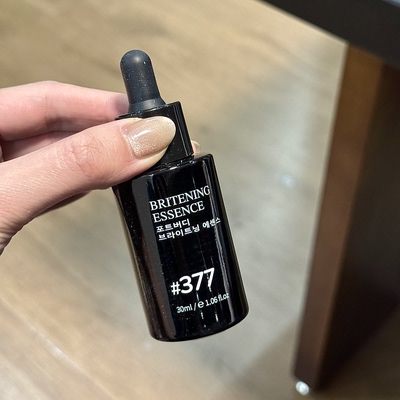 BRITENING
ESSENCE
포트버디
브라이트닝 에센스
#377
30ml / ℮ 1.06 fl.oz